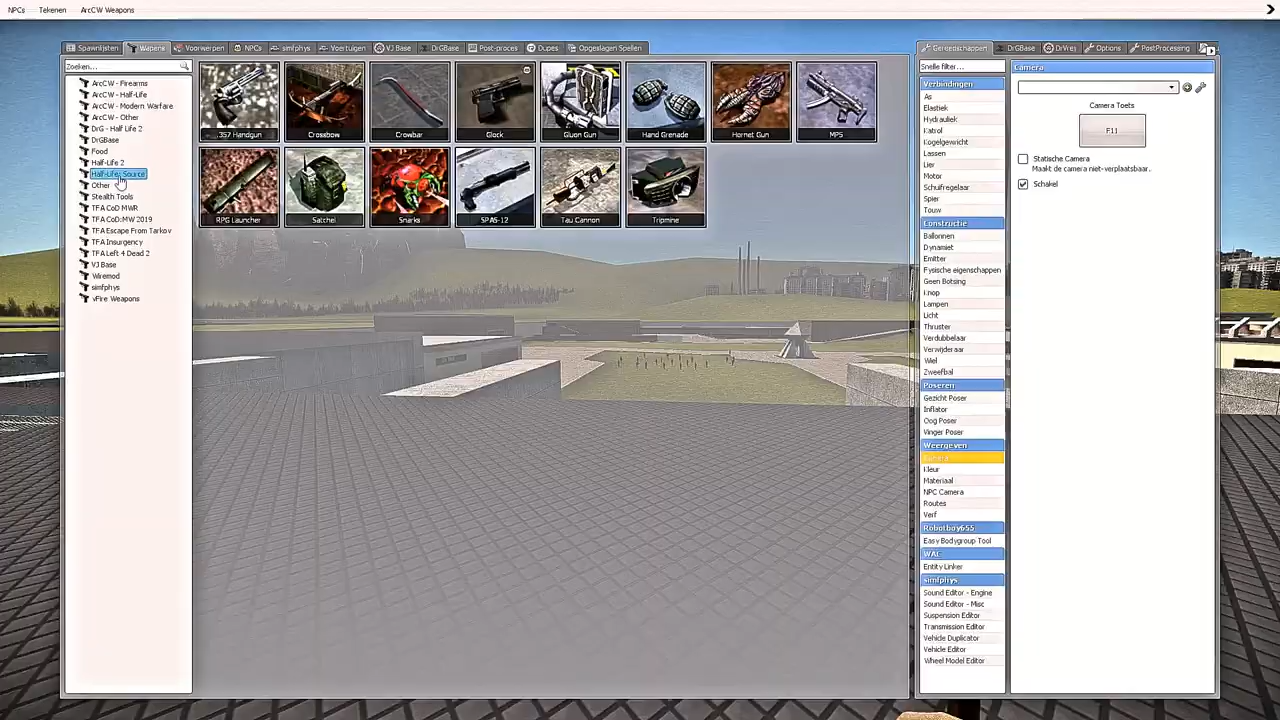 NPCs Tekenen ArcCW Weapons
Spawnlijsten Wapens Voorwerpen NPCs simfphys Voertuigen VJ Base DrGBase Post-proces Dupes Opgeslagen Spellen
Zoeken...
ArcCW - Firearms
ArcCW - Half-Life
ArcCW - Modern Warfare
ArcCW - Other
DrG - Half Life 2
DrGBase
Food
Half-Life 2
Half-Life: Source
Other
Stealth Tools
TFA CoD MWR
TFA CoD:MW 2019
TFA Escape From Tarkov
TFA Insurgency
TFA Left 4 Dead 2
VJ Base
Wiremod
simfphys
vFire Weapons
.357 Handgun Crossbow Crowbar Glock Gluon Gun Hand Grenade Hornet Gun MP5
RPG Launcher Satchel Snarks SPAS-12 Tau Cannon Tripmine
Gereenschappen DrGBase DrVrej Options PostProcessing
Snelle filter...
Verbindingen
As
Elastiek
Hydrauliek
Katrol
Kogelgewicht
Lassen
Lier
Motor
Schuifregelaar
Spier
Touw
Constructie
Ballonnen
Dynamiet
Emitter
Fysische eigenschappen
Geen Botsing
Knop
Lampen
Licht
Thruster
Verdubbelaar
Verwijderaar
Wiel
Zweefbal
Poseren
Gezicht Poser
Inflator
Oog Poser
Vinger Poser
Weergeven
Camera
Kleur
Materiaal
NPC Camera
Routes
Verf
Robotboy655
Easy Bodygroup Tool
WAC
Entity Linker
simfphys
Sound Editor - Engine
Sound Editor - Misc
Suspension Editor
Transmission Editor
Vehicle Duplicator
Vehicle Editor
Wheel Model Editor
Camera
Camera Toets
F11
Statische Camera
Maakt de camera niet-verplaatsbaar.
Schakel